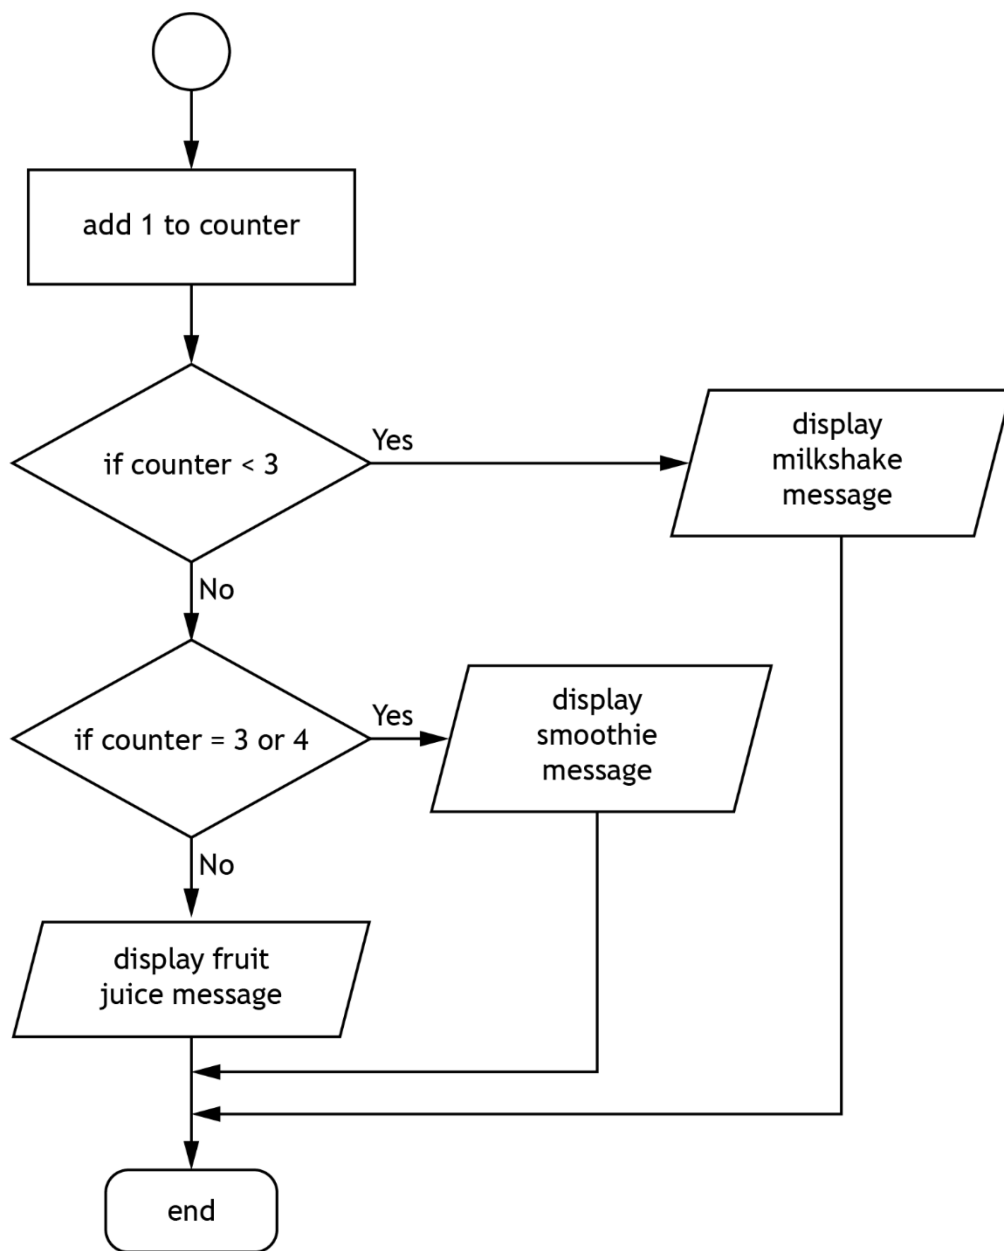 add 1 to counter
if counter < 3
Yes
display
milkshake
message
No
if counter = 3 or 4
Yes
display
smoothie
message
No
display fruit
juice message
end